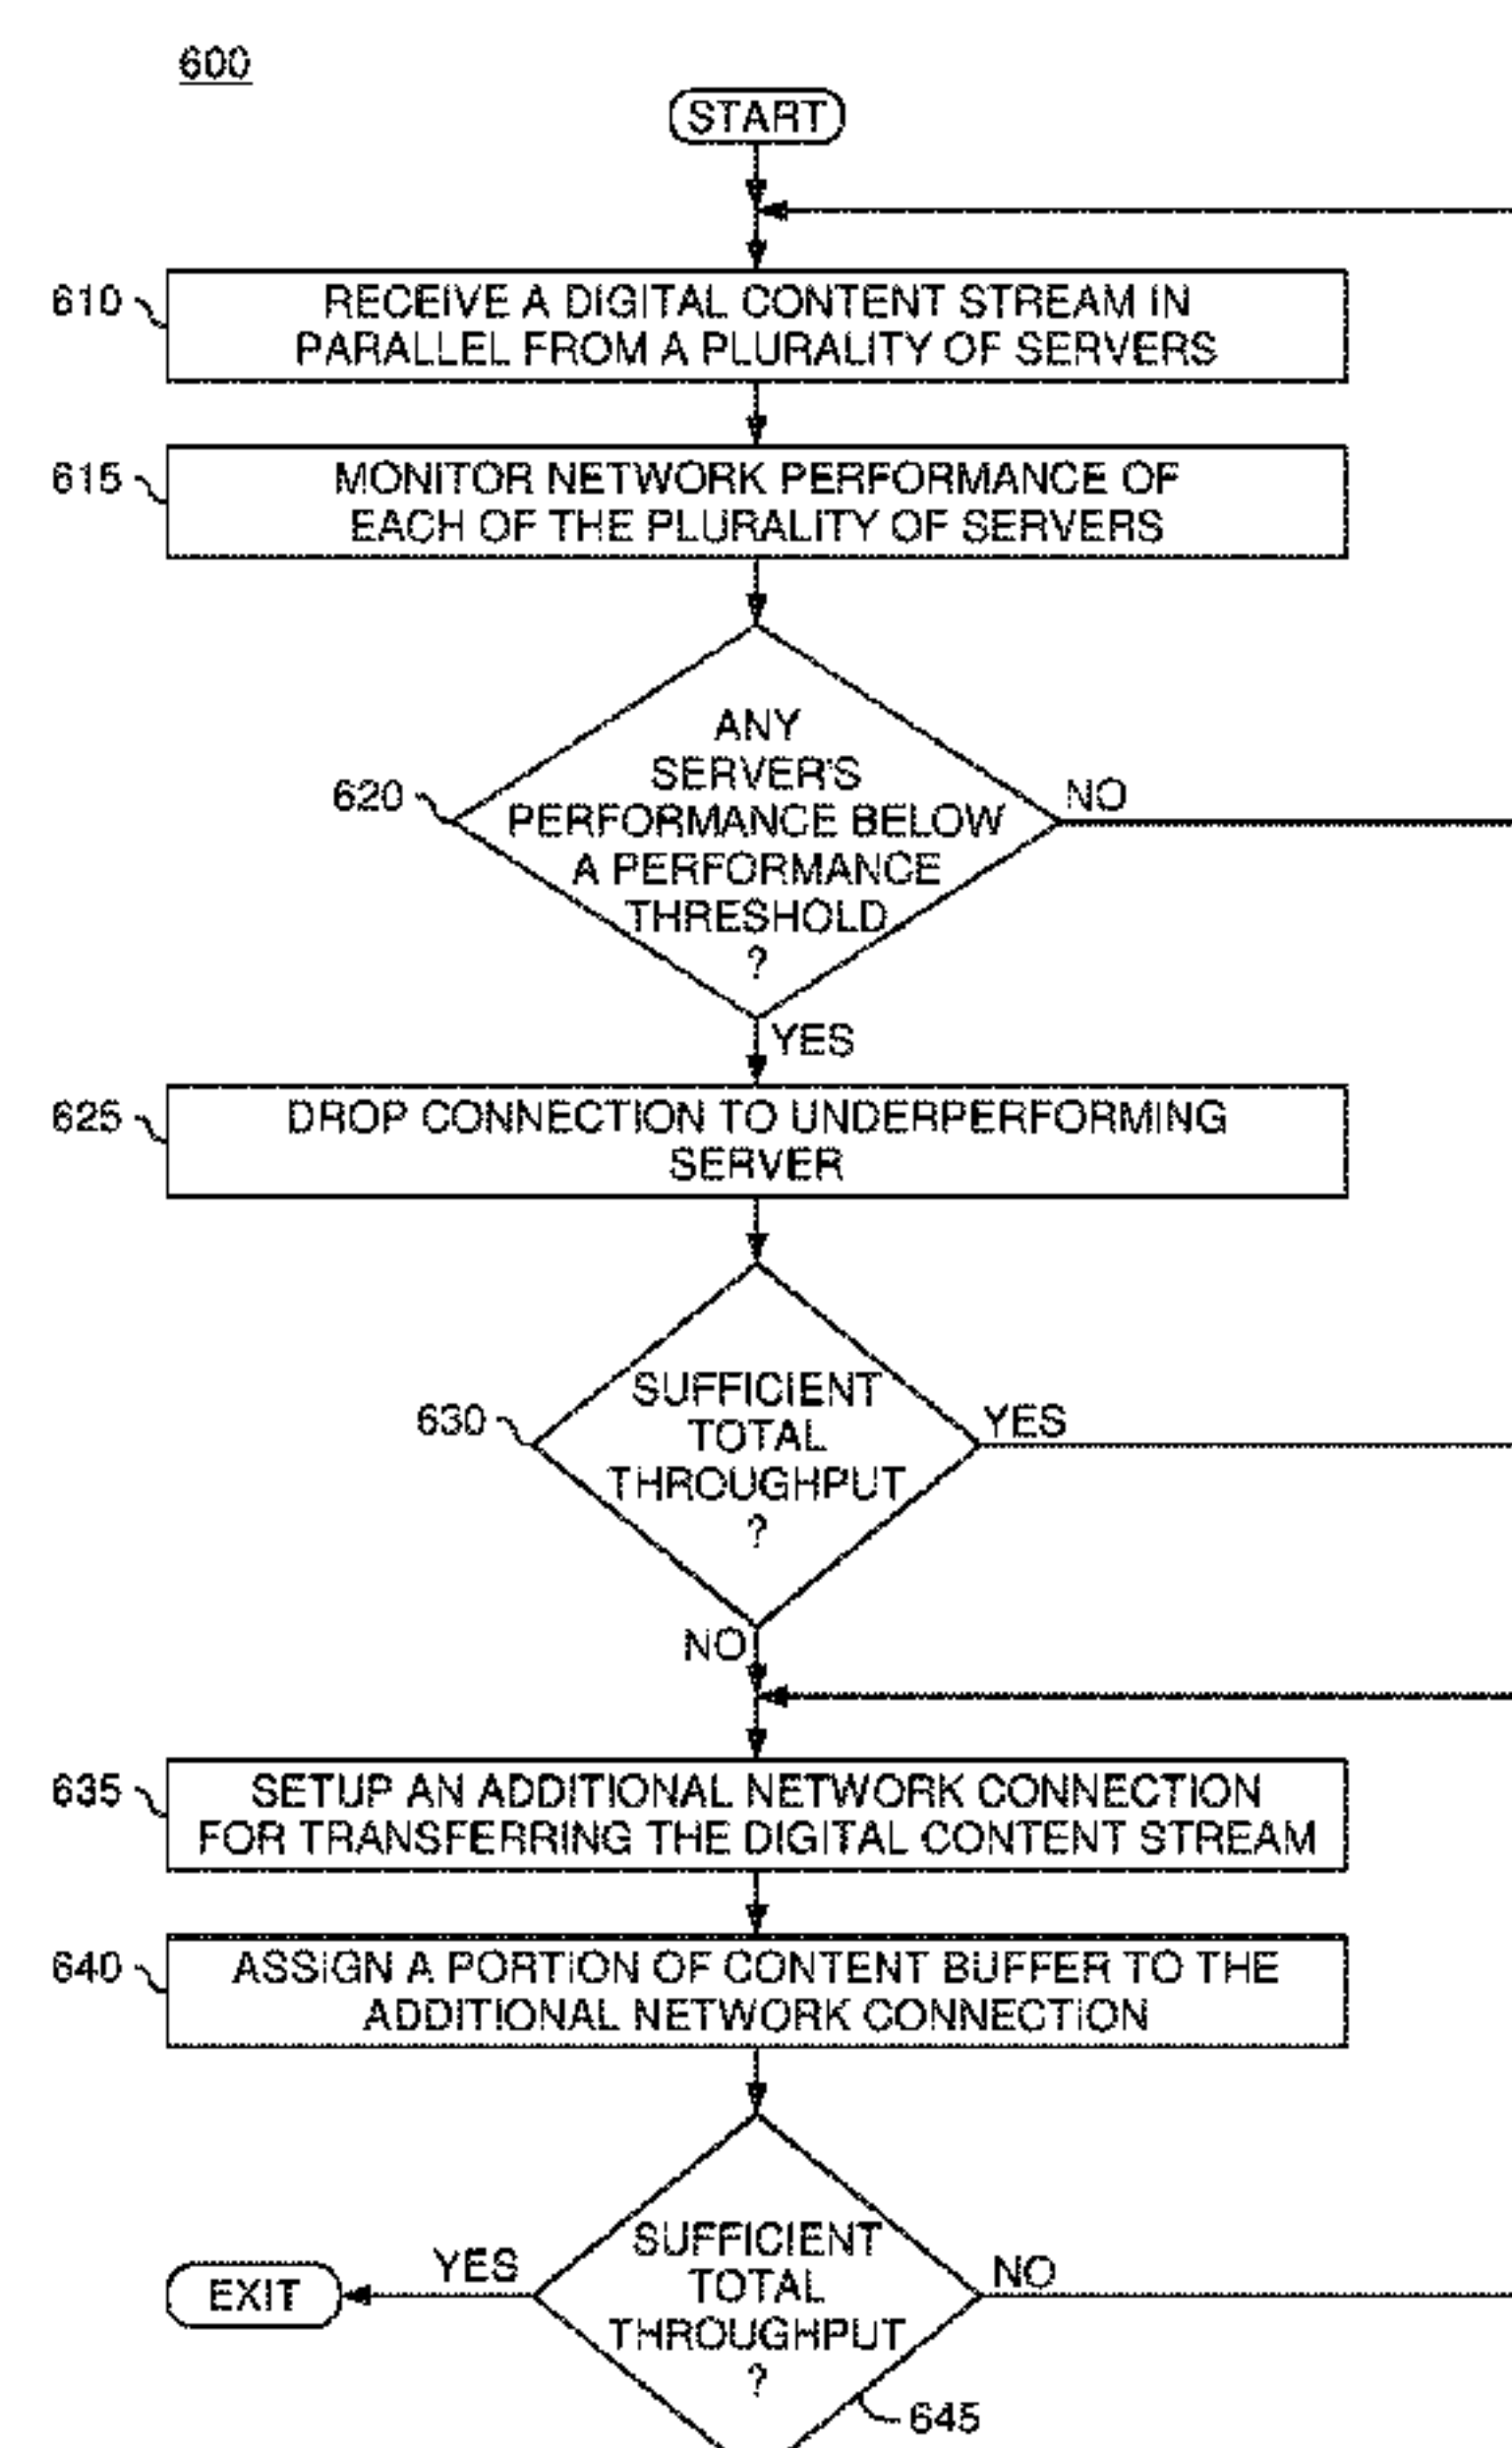 600
START
610
RECEIVE A DIGITAL CONTENT STREAM IN
PARALLEL FROM A PLURALITY OF SERVERS
615
MONITOR NETWORK PERFORMANCE OF
EACH OF THE PLURALITY OF SERVERS
620
ANY
SERVER'S
PERFORMANCE BELOW
A PERFORMANCE
THRESHOLD
?
NO
YES
625
DROP CONNECTION TO UNDERPERFORMING
SERVER
630
SUFFICIENT
TOTAL
THROUGHPUT
?
YES
NO
635
SETUP AN ADDITIONAL NETWORK CONNECTION
FOR TRANSFERRING THE DIGITAL CONTENT STREAM
640
ASSIGN A PORTION OF CONTENT BUFFER TO THE
ADDITIONAL NETWORK CONNECTION
EXIT
YES
SUFFICIENT
TOTAL
THROUGHPUT
?
NO
645